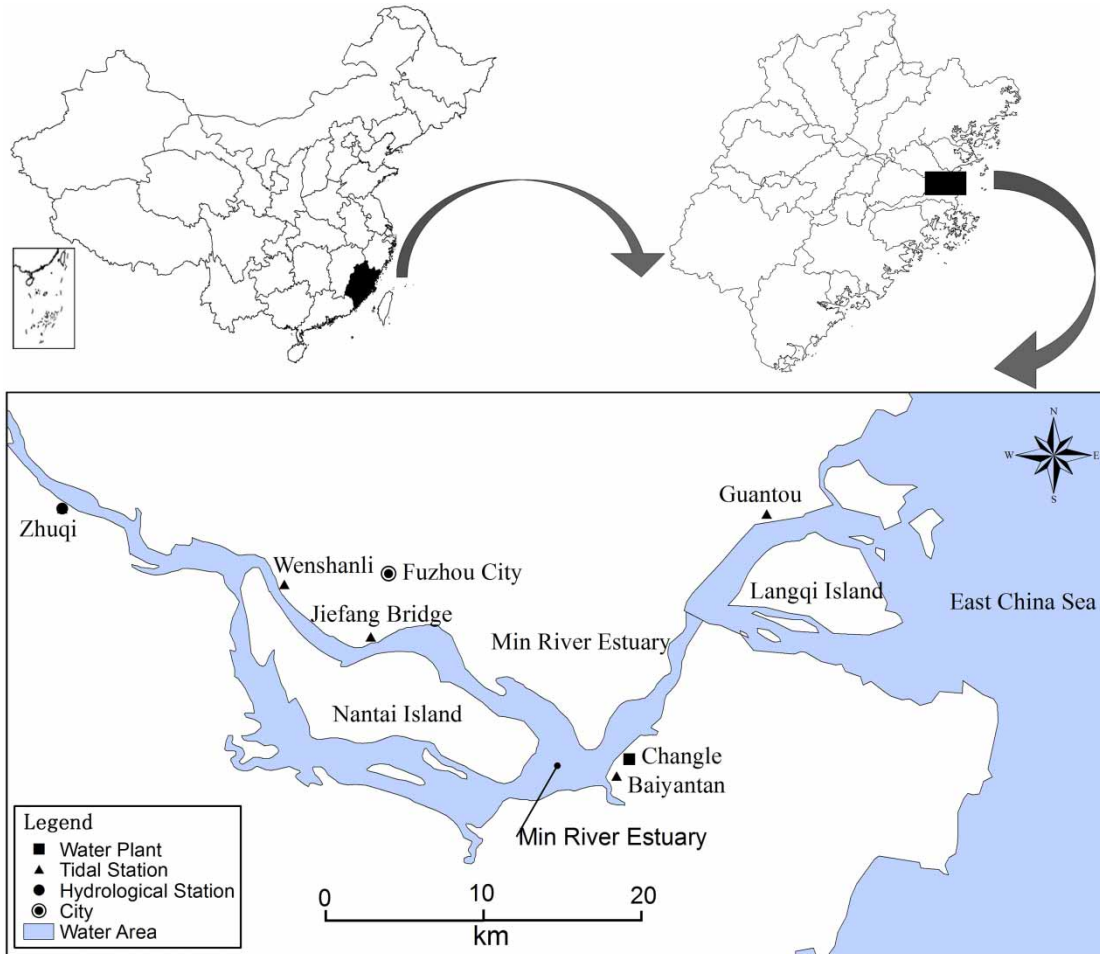 N
W
E
S
Guantou
Zhuqi
Wenshanli
Fuzhou City
Langqi Island
East China Sea
Jiefang Bridge
Min River Estuary
Nantai Island
Changle
Baiyantan
Min River Estuary
Legend
Water Plant
Tidal Station
Hydrological Station
City
Water Area
0 10 20
km